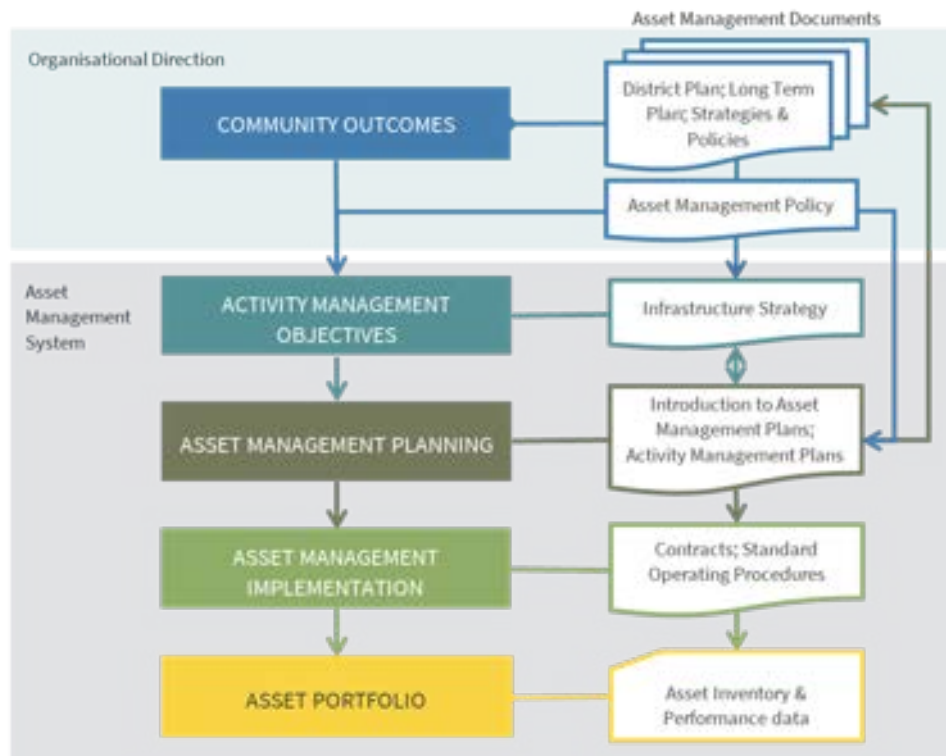 Asset Management Documents
Organisational Direction
COMMUNITY OUTCOMES
District Plan; Long Term
Plan; Strategies &
Policies
Asset Management Policy
Asset
Management
System
ACTIVITY MANAGEMENT
OBJECTIVES
Infrastructure Strategy
ASSET MANAGEMENT PLANNING
Introduction to Asset
Management Plans;
Activity Management Plans
ASSET MANAGEMENT
IMPLEMENTATION
Contracts; Standard
Operating Procedures
ASSET PORTFOLIO
Asset Inventory &
Performance data